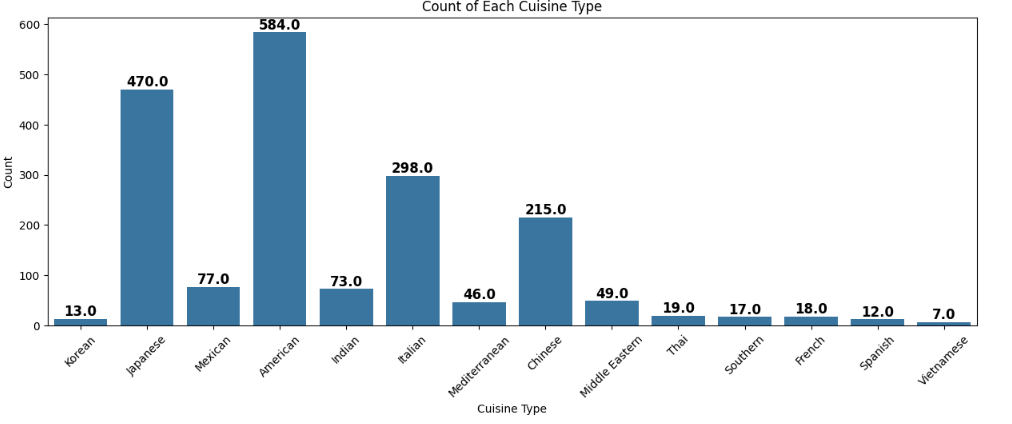 Count of Each Cuisine Type
600
500
400
300
200
100
0
Count
13.0
470.0
77.0
584.0
73.0
298.0
46.0
215.0
49.0
19.0
17.0
18.0
12.0
7.0
Korean
Japanese
Mexican
American
Indian
Italian
Mediterranean
Chinese
Middle Eastern
Thai
Southern
French
Spanish
Vietnamese
Cuisine Type